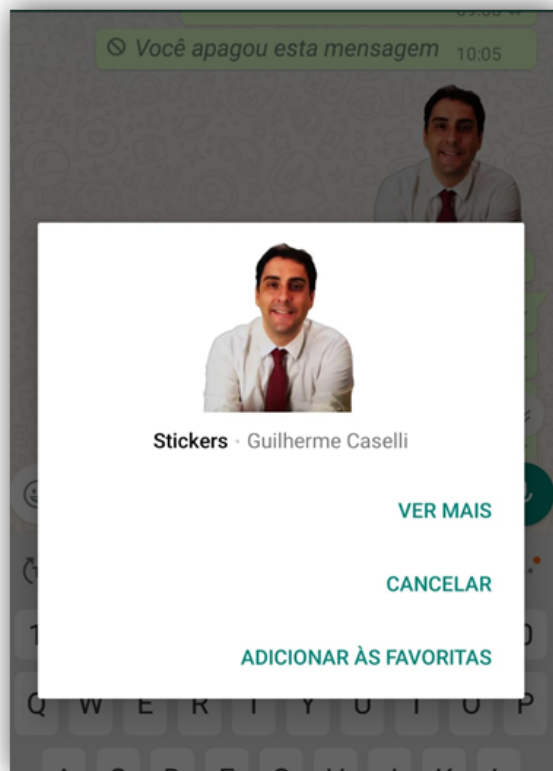 Você apagou esta mensagem 10:05
Stickers · Guilherme Caselli
VER MAIS
CANCELAR
ADICIONAR ÀS FAVORITAS
Q W E R T Y U I O P